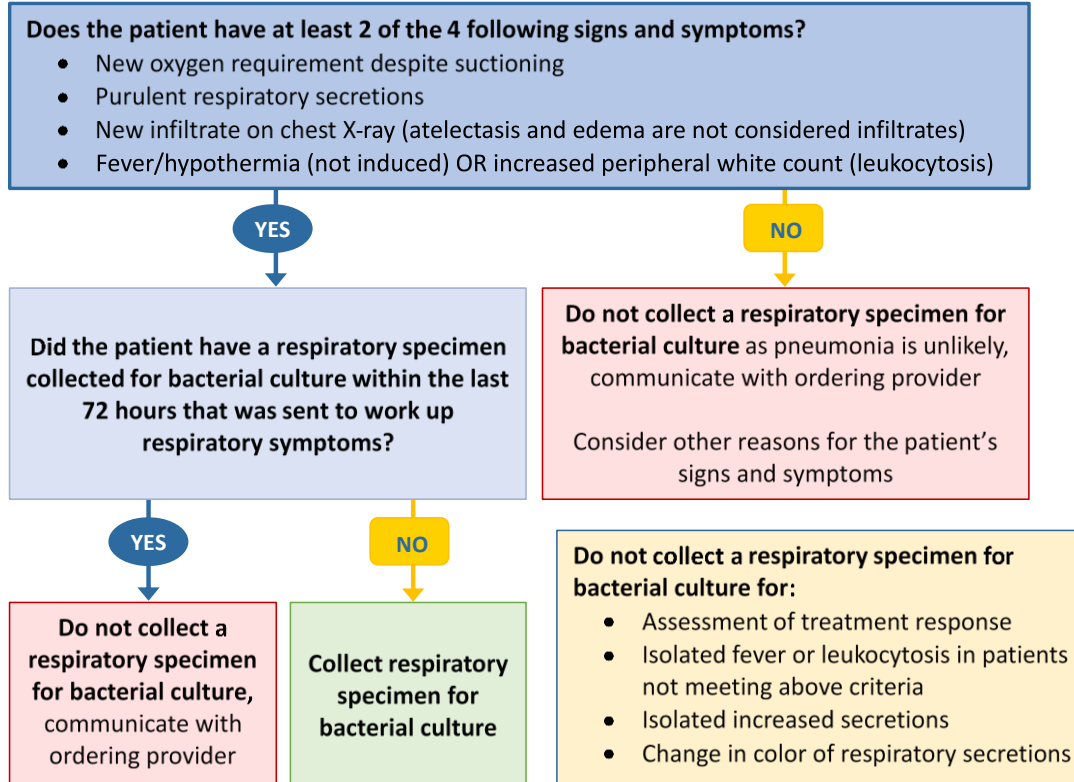 Does the patient have at least 2 of the 4 following signs and symptoms?
• New oxygen requirement despite suctioning
• Purulent respiratory secretions
• New infiltrate on chest X-ray (atelectasis and edema are not considered infiltrates)
• Fever/hypothermia (not induced) OR increased peripheral white count (leukocytosis)
YES
NO
Did the patient have a respiratory specimen
collected for bacterial culture within the last
72 hours that was sent to work up
respiratory symptoms?
Do not collect a respiratory specimen for
bacterial culture as pneumonia is unlikely,
communicate with ordering provider
Consider other reasons for the patient’s
signs and symptoms
YES
NO
Do not collect a
respiratory specimen
for bacterial culture,
communicate with
ordering provider
Collect respiratory
specimen for
bacterial culture
Do not collect a respiratory specimen for
bacterial culture for:
• Assessment of treatment response
• Isolated fever or leukocytosis in patients
not meeting above criteria
• Isolated increased secretions
• Change in color of respiratory secretions